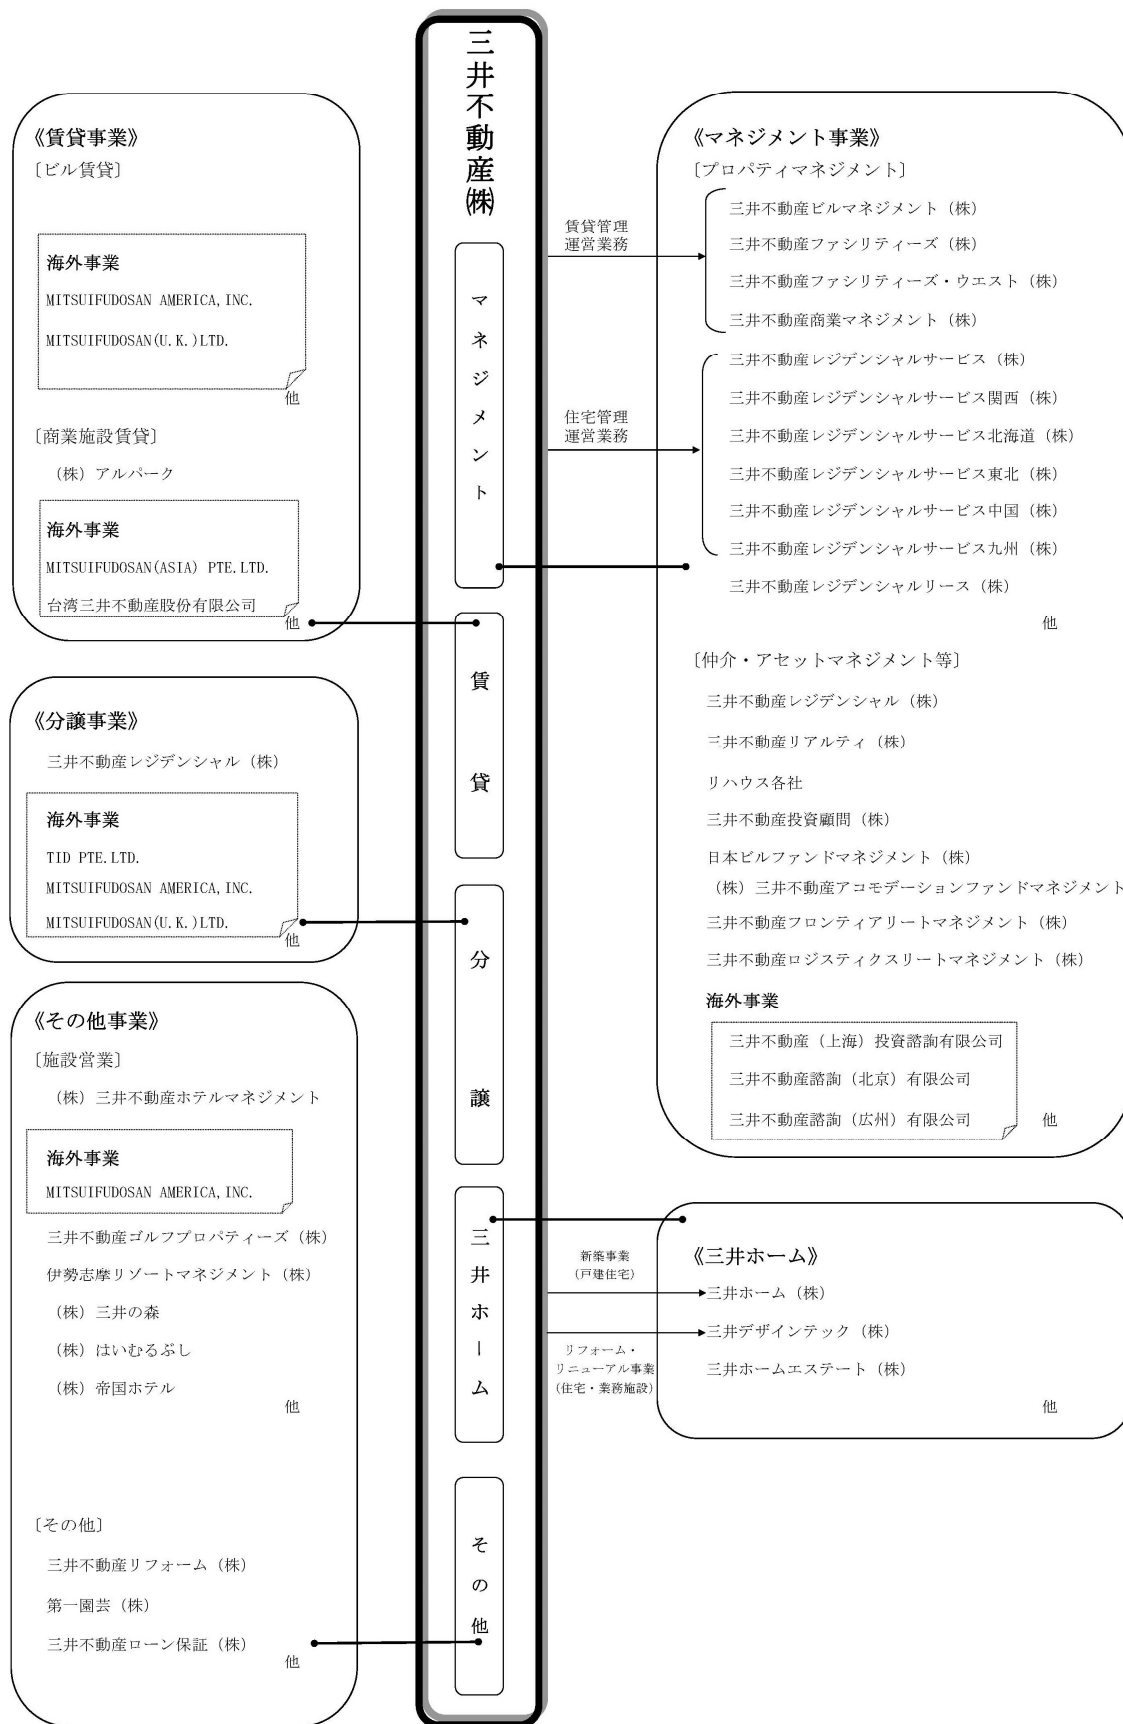 三井不動産㈱
マネジメント
賃貸
分譲
三井ホーム
その他
《賃貸事業》
〔ビル賃貸〕
海外事業
MITSUIFUDOSAN AMERICA,INC.
MITSUIFUDOSAN(U.K.)LTD.
他
〔商業施設賃貸〕
（株）アルパーク
海外事業
MITSUIFUDOSAN(ASIA) PTE.LTD.
台湾三井不動産股份有限公司
他
《分譲事業》
三井不動産レジデンシャル（株）
海外事業
TID PTE.LTD.
MITSUIFUDOSAN AMERICA,INC.
MITSUIFUDOSAN(U.K.)LTD.
他
《その他事業》
〔施設営業〕
（株）三井不動産ホテルマネジメント
海外事業
MITSUIFUDOSAN AMERICA,INC.
三井不動産ゴルフプロパティーズ（株）
伊勢志摩リゾートマネジメント（株）
（株）三井の森
（株）はいむるぶし
（株）帝国ホテル
他
〔その他〕
三井不動産リフォーム（株）
第一園芸（株）
三井不動産ローン保証（株）
他
賃貸管理
運営業務
住宅管理
運営業務
《マネジメント事業》
〔プロパティマネジメント〕
三井不動産ビルマネジメント（株）
三井不動産ファシリティーズ（株）
三井不動産ファシリティーズ・ウエスト（株）
三井不動産商業マネジメント（株）
三井不動産レジデンシャルサービス（株）
三井不動産レジデンシャルサービス関西（株）
三井不動産レジデンシャルサービス北海道（株）
三井不動産レジデンシャルサービス東北（株）
三井不動産レジデンシャルサービス中国（株）
三井不動産レジデンシャルサービス九州（株）
三井不動産レジデンシャルリース（株）
他
〔仲介・アセットマネジメント等〕
三井不動産レジデンシャル（株）
三井不動産リアルティ（株）
リハウス各社
三井不動産投資顧問（株）
日本ビルファンドマネジメント（株）
（株）三井不動産アコモデーションファンドマネジメント
三井不動産フロンティアリートマネジメント（株）
三井不動産ロジスティクスリートマネジメント（株）
海外事業
三井不動産（上海）投資諮詢有限公司
三井不動産諮詢（北京）有限公司
三井不動産諮詢（広州）有限公司
他
新築事業
（戸建住宅）
リフォーム・
リニューアル事業
（住宅・業務施設）
《三井ホーム》
三井ホーム（株）
三井デザインテック（株）
三井ホームエステート（株）
他